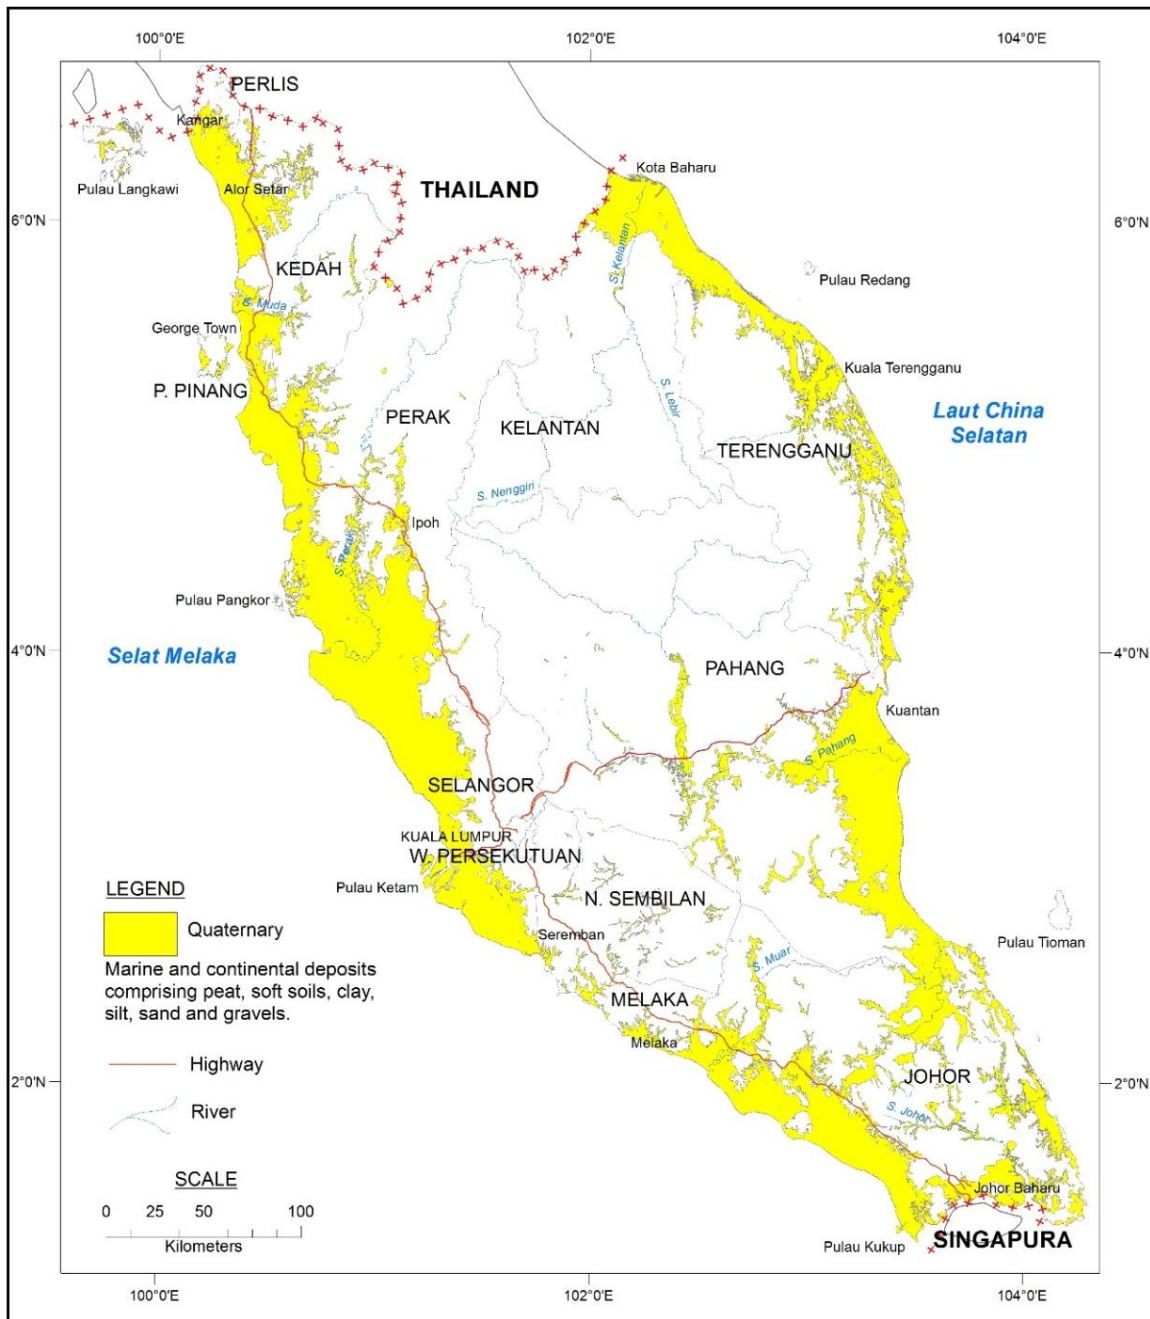 100°0'E
102°0'E
104°0'E
PERLIS
Kangar
Pulau Langkawi
Alor Setar
THAILAND
Kota Baharu
6°0'N
6°0'N
S. Kelantan
KEDAH
Pulau Redang
S. Muda
George Town
P. PINANG
Kuala Terengganu
S. Lebir
PERAK
KELANTAN
Laut China
Selatan
TERENGGANU
S. Nenggiri
Ipoh
S. Perak
Pulau Pangkor
Selat Melaka
4°0'N
4°0'N
PAHANG
Kuantan
S. Pahang
SELANGOR
KUALA LUMPUR
W. PERSEKUTUAN
Pulau Ketam
N. SEMBILAN
Seremban
Pulau Tioman
S. Muar
MELAKA
Melaka
JOHOR
S. Johor
2°0'N
2°0'N
Johor Baharu
SINGAPURA
Pulau Kukup
LEGEND
Quaternary
Marine and continental deposits
comprising peat, soft soils, clay,
silt, sand and gravels.
Highway
River
SCALE
0 25 50 100
Kilometers
100°0'E
102°0'E
104°0'E